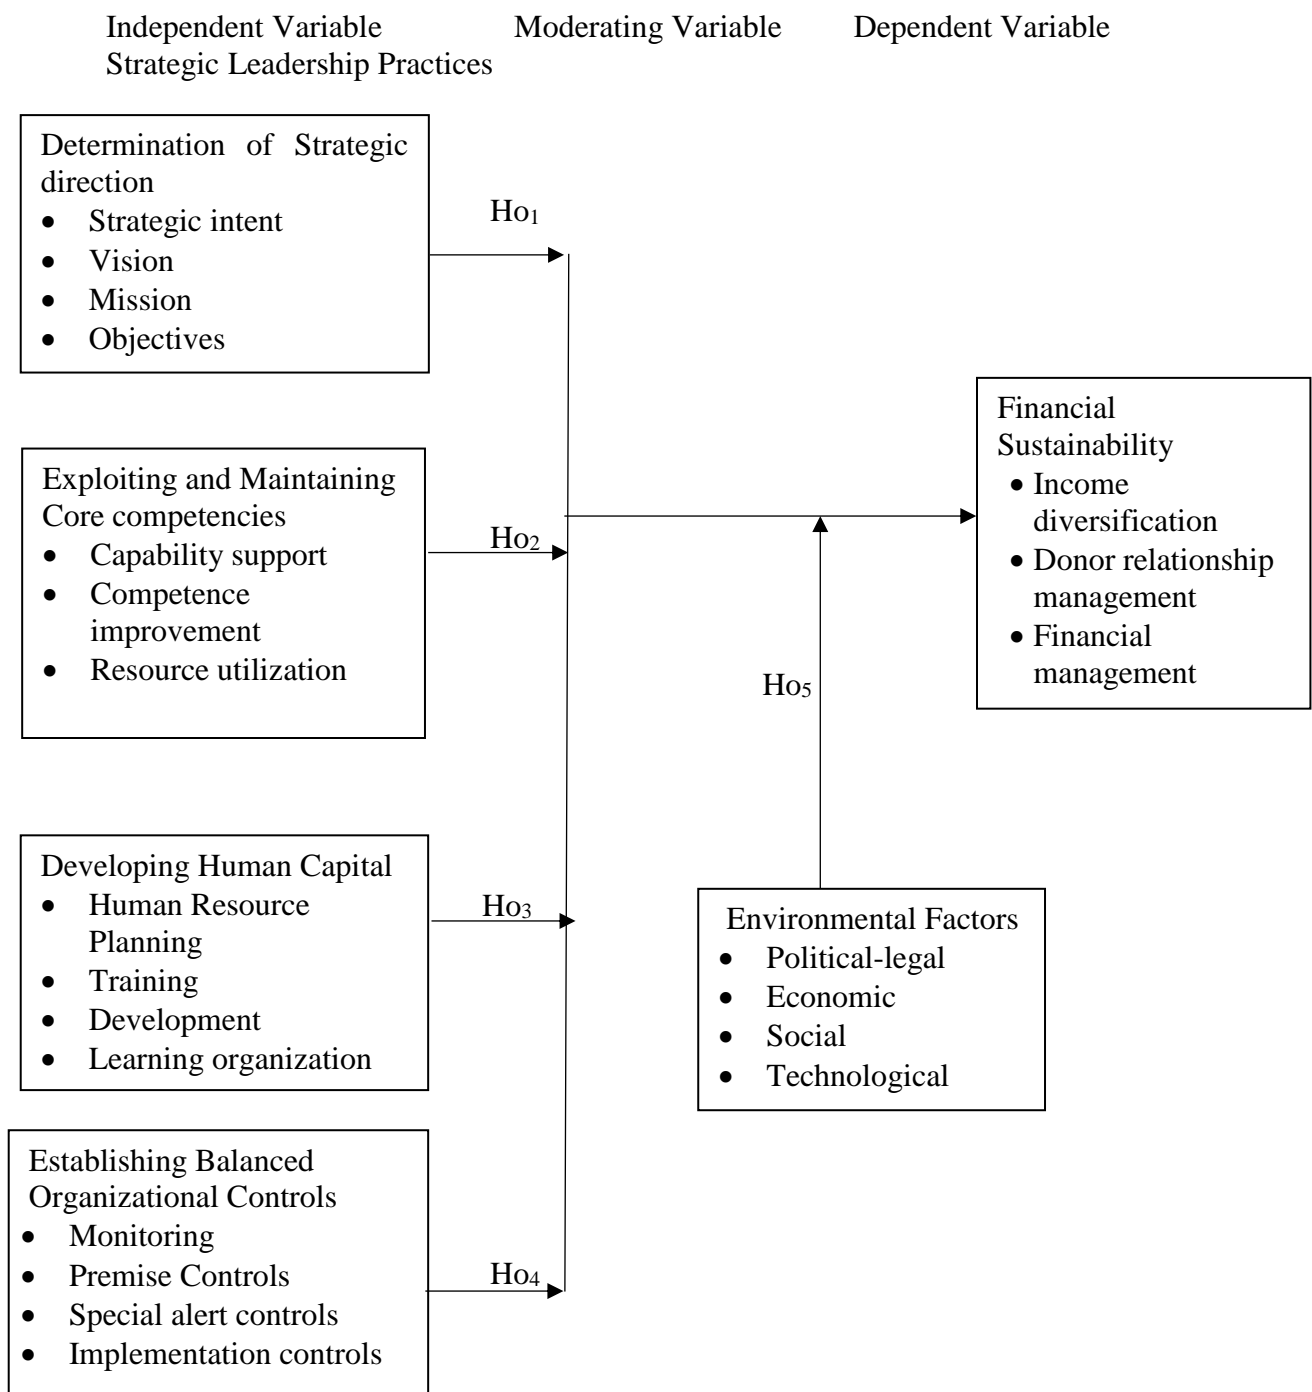 Independent Variable Moderating Variable Dependent Variable
Strategic Leadership Practices
Determination of Strategic
direction
• Strategic intent
• Vision
• Mission
• Objectives
Ho1
Exploiting and Maintaining
Core competencies
• Capability support
• Competence
improvement
• Resource utilization
Ho2
Developing Human Capital
• Human Resource
Planning
• Training
• Development
• Learning organization
Ho3
Establishing Balanced
Organizational Controls
• Monitoring
• Premise Controls
• Special alert controls
• Implementation controls
Ho4
Ho5
Environmental Factors
• Political-legal
• Economic
• Social
• Technological
Financial
Sustainability
• Income
diversification
• Donor relationship
management
• Financial
management